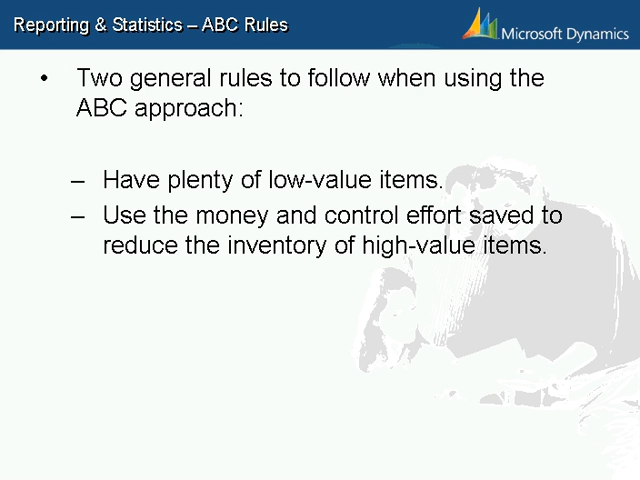 Reporting & Statistics – ABC Rules
Microsoft Dynamics
• Two general rules to follow when using the
ABC approach:
– Have plenty of low-value items.
– Use the money and control effort saved to
reduce the inventory of high-value items.